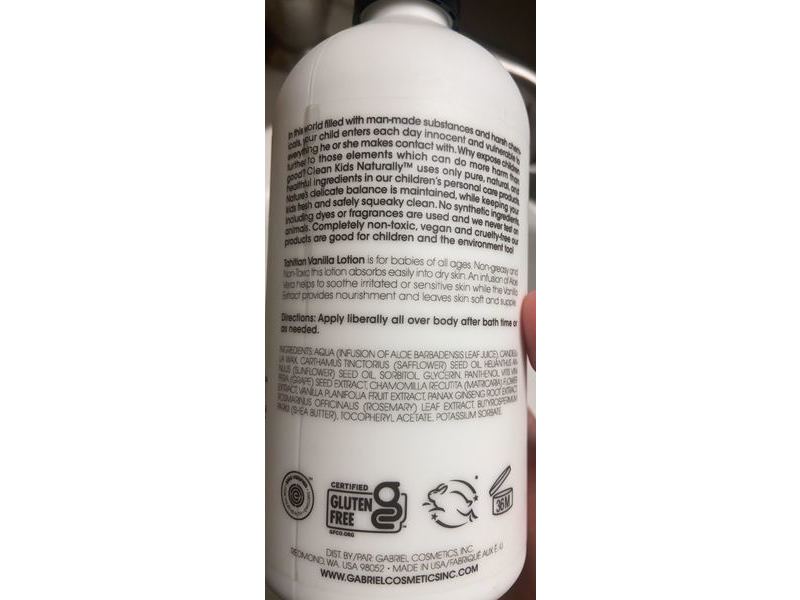 In this world filled with man-made substances and harsh chem-
icals, your child enters each day innocent and vulnerable to
everything he or she makes contact with. Why expose children
further to those elements which can do more harm than
good? Clean Kids Naturally™ uses only pure, natural, and
healthful ingredients in our children's personal care products.
Nature's delicate balance is maintained, while keeping your
kids fresh and safely squeaky clean. No synthetic ingredients
including dyes or fragrances are used and we never test on
animals. Completely non-toxic, vegan and cruelty-free our
products are good for children and the environment too!
Tahitian Vanilla Lotion is for babies of all ages. Non-greasy and
Non-Toxic this lotion absorbs easily into dry skin. An infusion of Aloe
Vera helps to soothe irritated or sensitive skin while the Vanilla
Extract provides nourishment and leaves skin soft and supple.
Directions: Apply liberally all over body after bath time or
as needed.
INGREDIENTS: AQUA (INFUSION OF ALOE BARBADENSIS LEAF JUICE), CANDELIL-
LA WAX, CARTHAMUS TINCTORIUS (SAFFLOWER) SEED OIL, HELIANTHUS AN-
NUUS (SUNFLOWER) SEED OIL, SORBITOL, GLYCERIN, PANTHENOL, VITIS VINI-
FERA (GRAPE) SEED EXTRACT, CHAMOMILLA RECUTITA (MATRICARIA) FLOWER
EXTRACT, VANILLA PLANIFOLIA FRUIT EXTRACT, PANAX GINSENG ROOT EXTRACT,
ROSMARINUS OFFICINALIS (ROSEMARY) LEAF EXTRACT, BUTYROSPERMUM
PARKII (SHEA BUTTER), TOCOPHERYL ACETATE, POTASSIUM SORBATE.
CERTIFIED
GLUTEN
FREE
GFCO.ORG
36M
DIST. BY/PAR: GABRIEL COSMETICS, INC.
REDMOND, WA. USA 98052 • MADE IN USA/FABRIQUÉ AUX É. U.
WWW.GABRIELCOSMETICSINC.COM